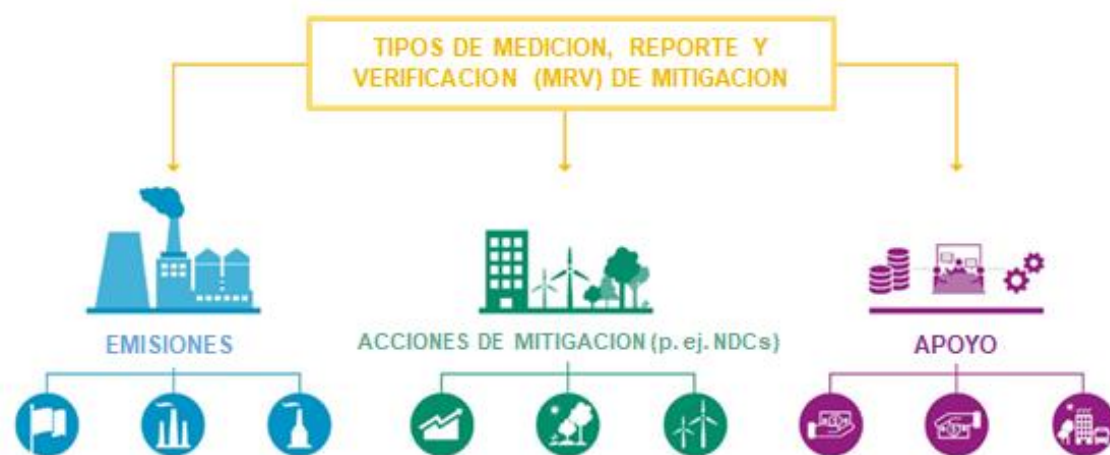 TIPOS DE MEDICION, REPORTE Y
VERIFICACION (MRV) DE MITIGACION
EMISIONES
ACCIONES DE MITIGACION (p. ej. NDCs)
APOYO